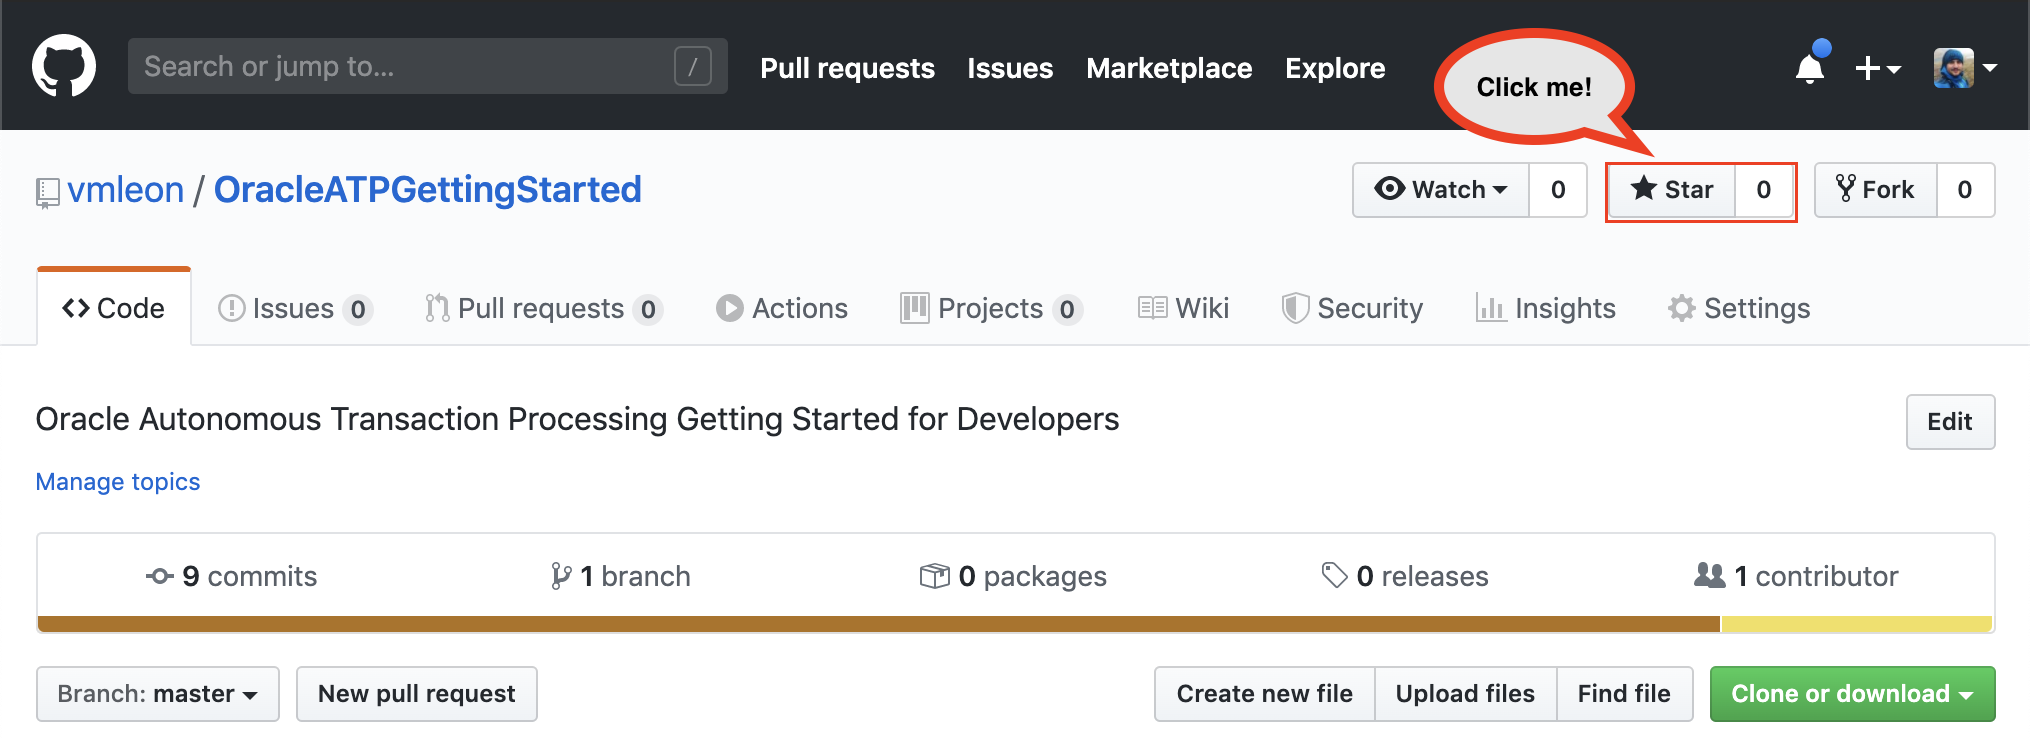 Search or jump to... /
Pull requests Issues Marketplace Explore
Click me!
vmleon / OracleATPGettingStarted
Watch 0
Star 0
Fork 0
Code Issues 0 Pull requests 0 Actions Projects 0 Wiki Security Insights Settings
Oracle Autonomous Transaction Processing Getting Started for Developers
Edit
Manage topics
9 commits 1 branch 0 packages 0 releases 1 contributor
Branch: master New pull request Create new file Upload files Find file Clone or download